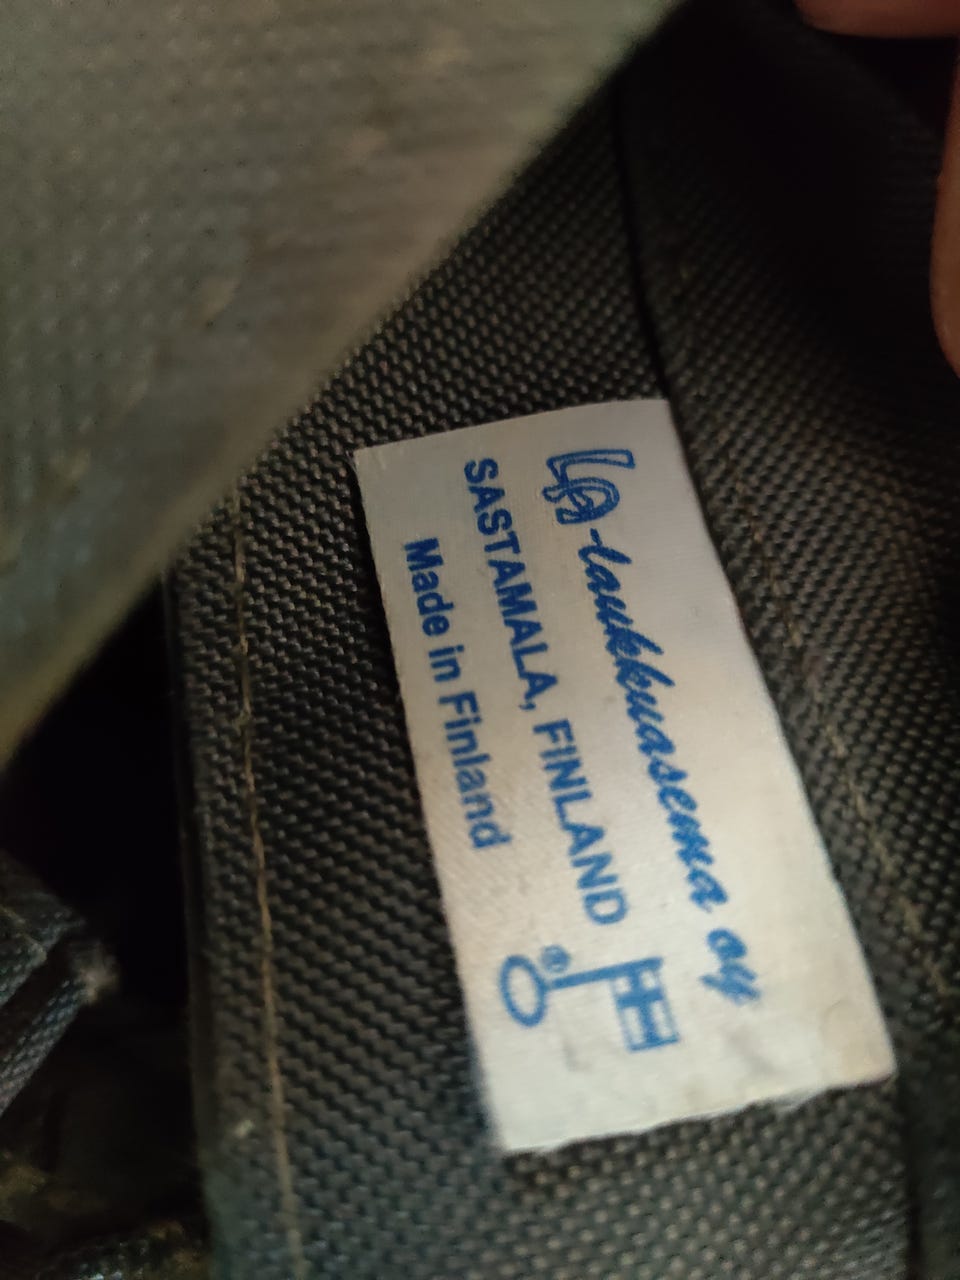 LA-laukkuasema oy
SASTAMALA, FINLAND
Made in Finland
®